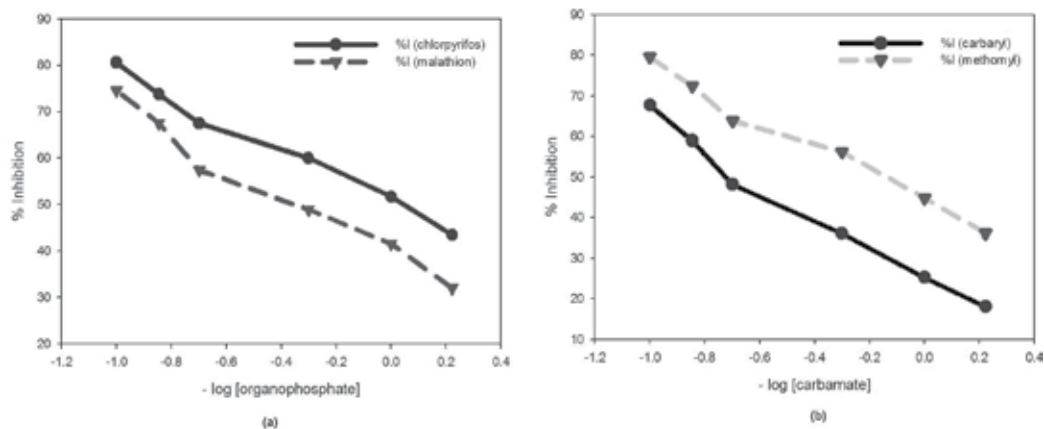 90
80
70
60
50
40
30
20
% Inhibition
%I (chlorpyrifos)
%I (malathion)
-1.2 -1.0 -0.8 -0.6 -0.4 -0.2 0.0 0.2 0.4
- log [organophosphate]
(a)
90
80
70
60
50
40
30
20
10
% Inhibition
%I (carbaryl)
%I (methomyl)
-1.2 -1.0 -0.8 -0.6 -0.4 -0.2 0.0 0.2 0.4
- log [carbamate]
(b)